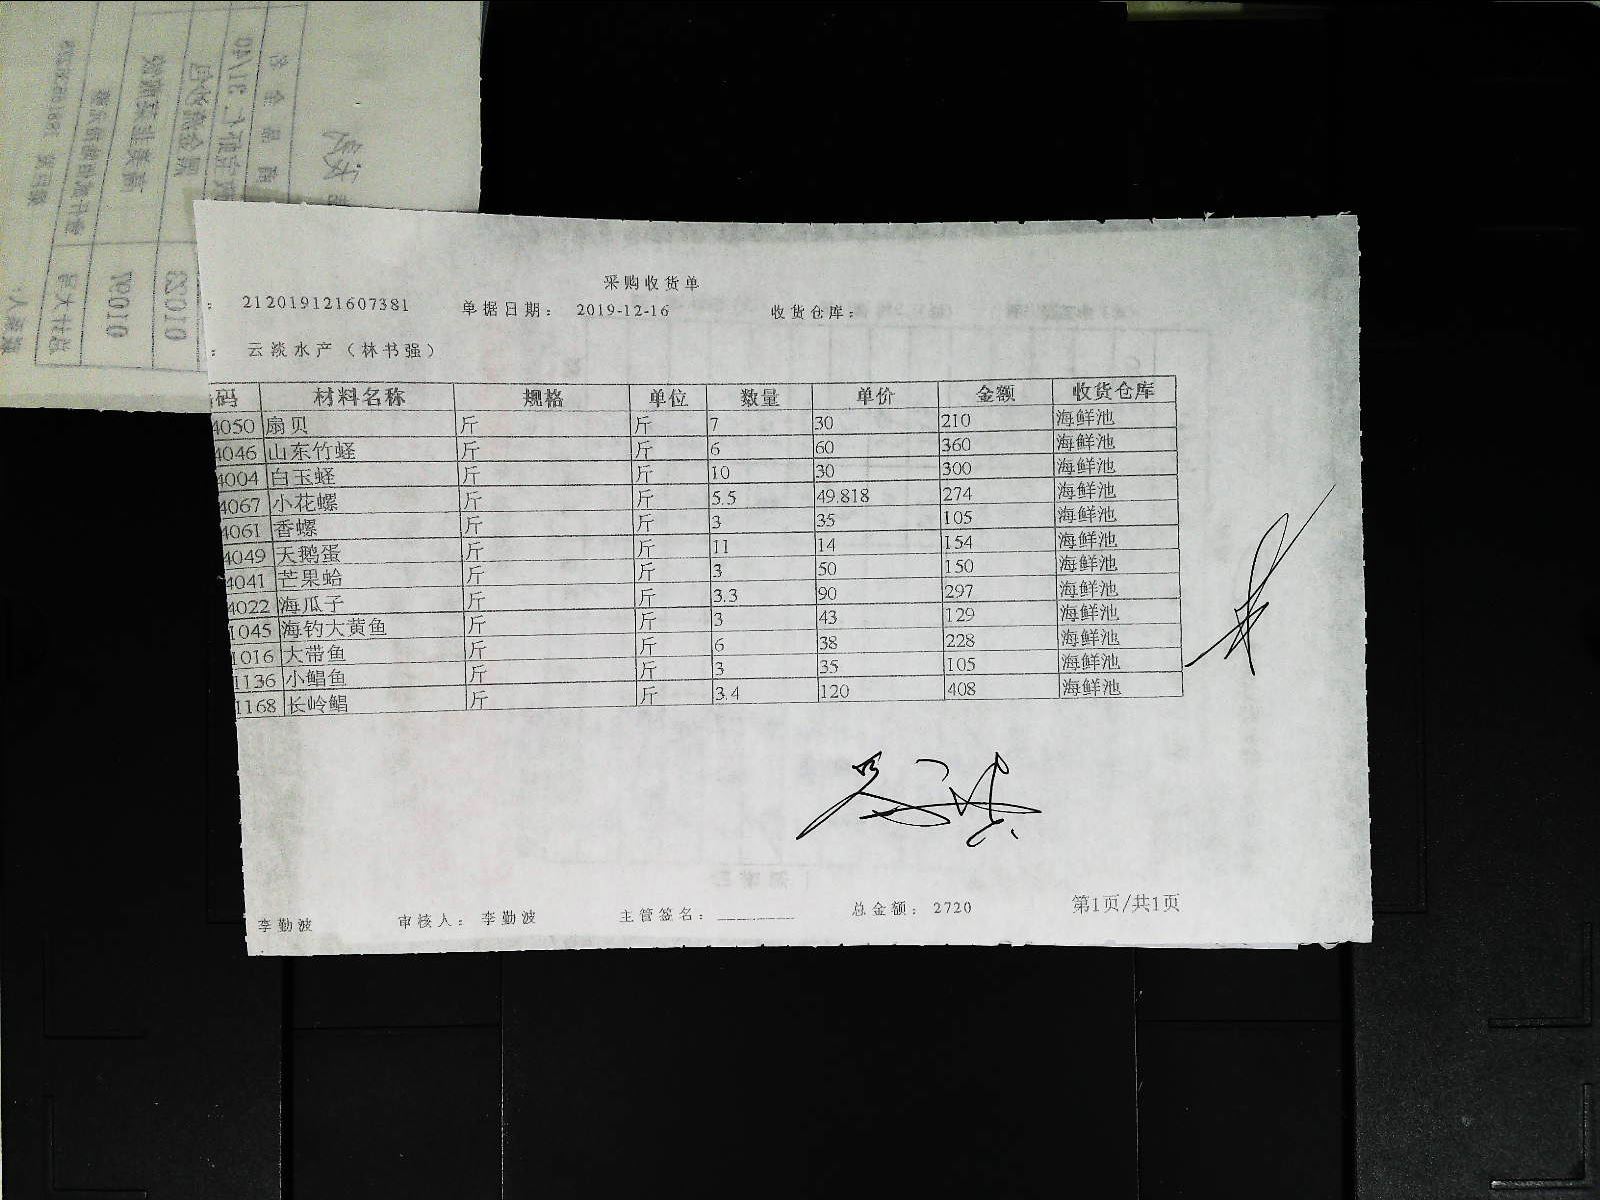 采购收货单
: 212019121607381 单据日期: 2019-12-16 收货仓库:
: 云淡水产(林书强)
码 材料名称 规格 单位 数量 单价 金额 收货仓库
4050 扇贝 斤 斤 7 30 210 海鲜池
4046 山东竹蛏 斤 斤 6 60 360 海鲜池
4004 白玉蛏 斤 斤 10 30 300 海鲜池
4067 小花螺 斤 斤 5.5 49.818 274 海鲜池
4061 香螺 斤 斤 3 35 105 海鲜池
4049 天鹅蛋 斤 斤 11 14 154 海鲜池
4041 芒果蛤 斤 斤 3 50 150 海鲜池
4022 海瓜子 斤 斤 3.3 90 297 海鲜池
1045 海钓大黄鱼 斤 斤 3 43 129 海鲜池
1016 大带鱼 斤 斤 6 38 228 海鲜池
1136 小鲳鱼 斤 斤 3 35 105 海鲜池
1168 长岭鲳 斤 斤 3.4 120 408 海鲜池
李勤波 审核人: 李勤波 主管签名: 总金额: 2720 第1页/共1页